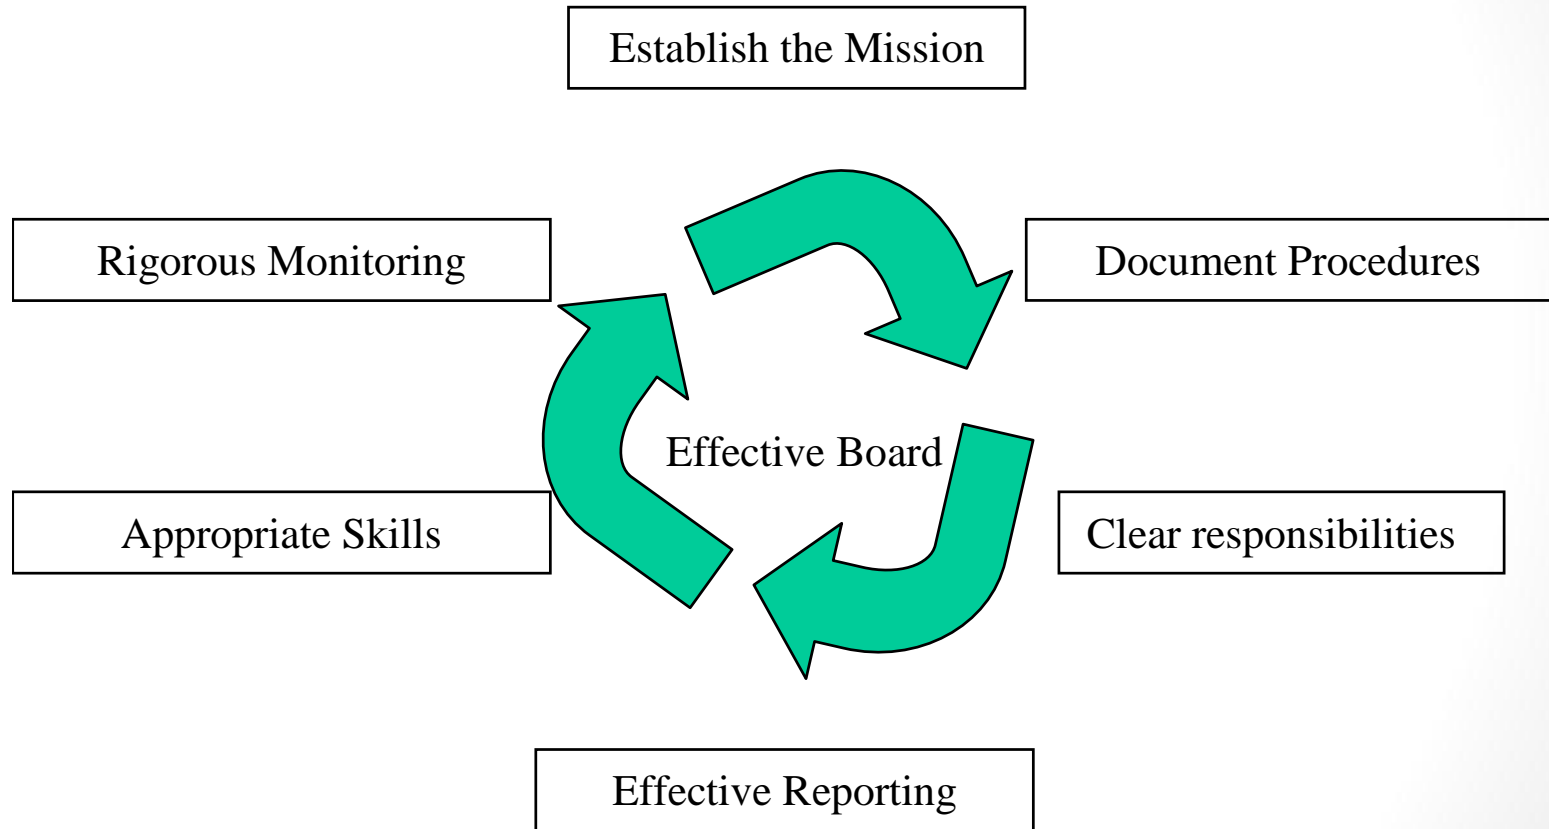 Establish the Mission
Rigorous Monitoring
Document Procedures
Effective Board
Appropriate Skills
Clear responsibilities
Effective Reporting